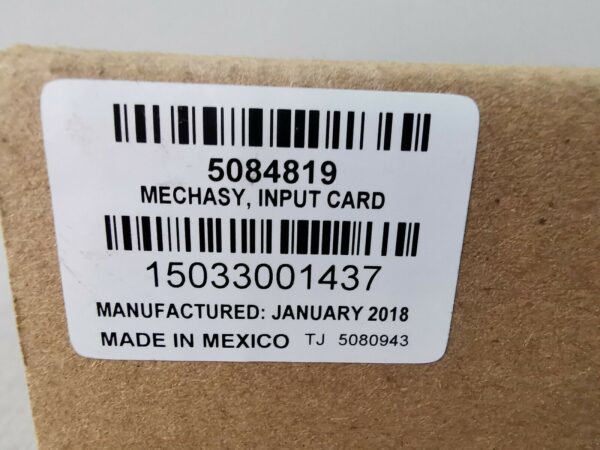 5084819
MECHASY, INPUT CARD
15033001437
MANUFACTURED: JANUARY 2018
MADE IN MEXICO TJ 5080943